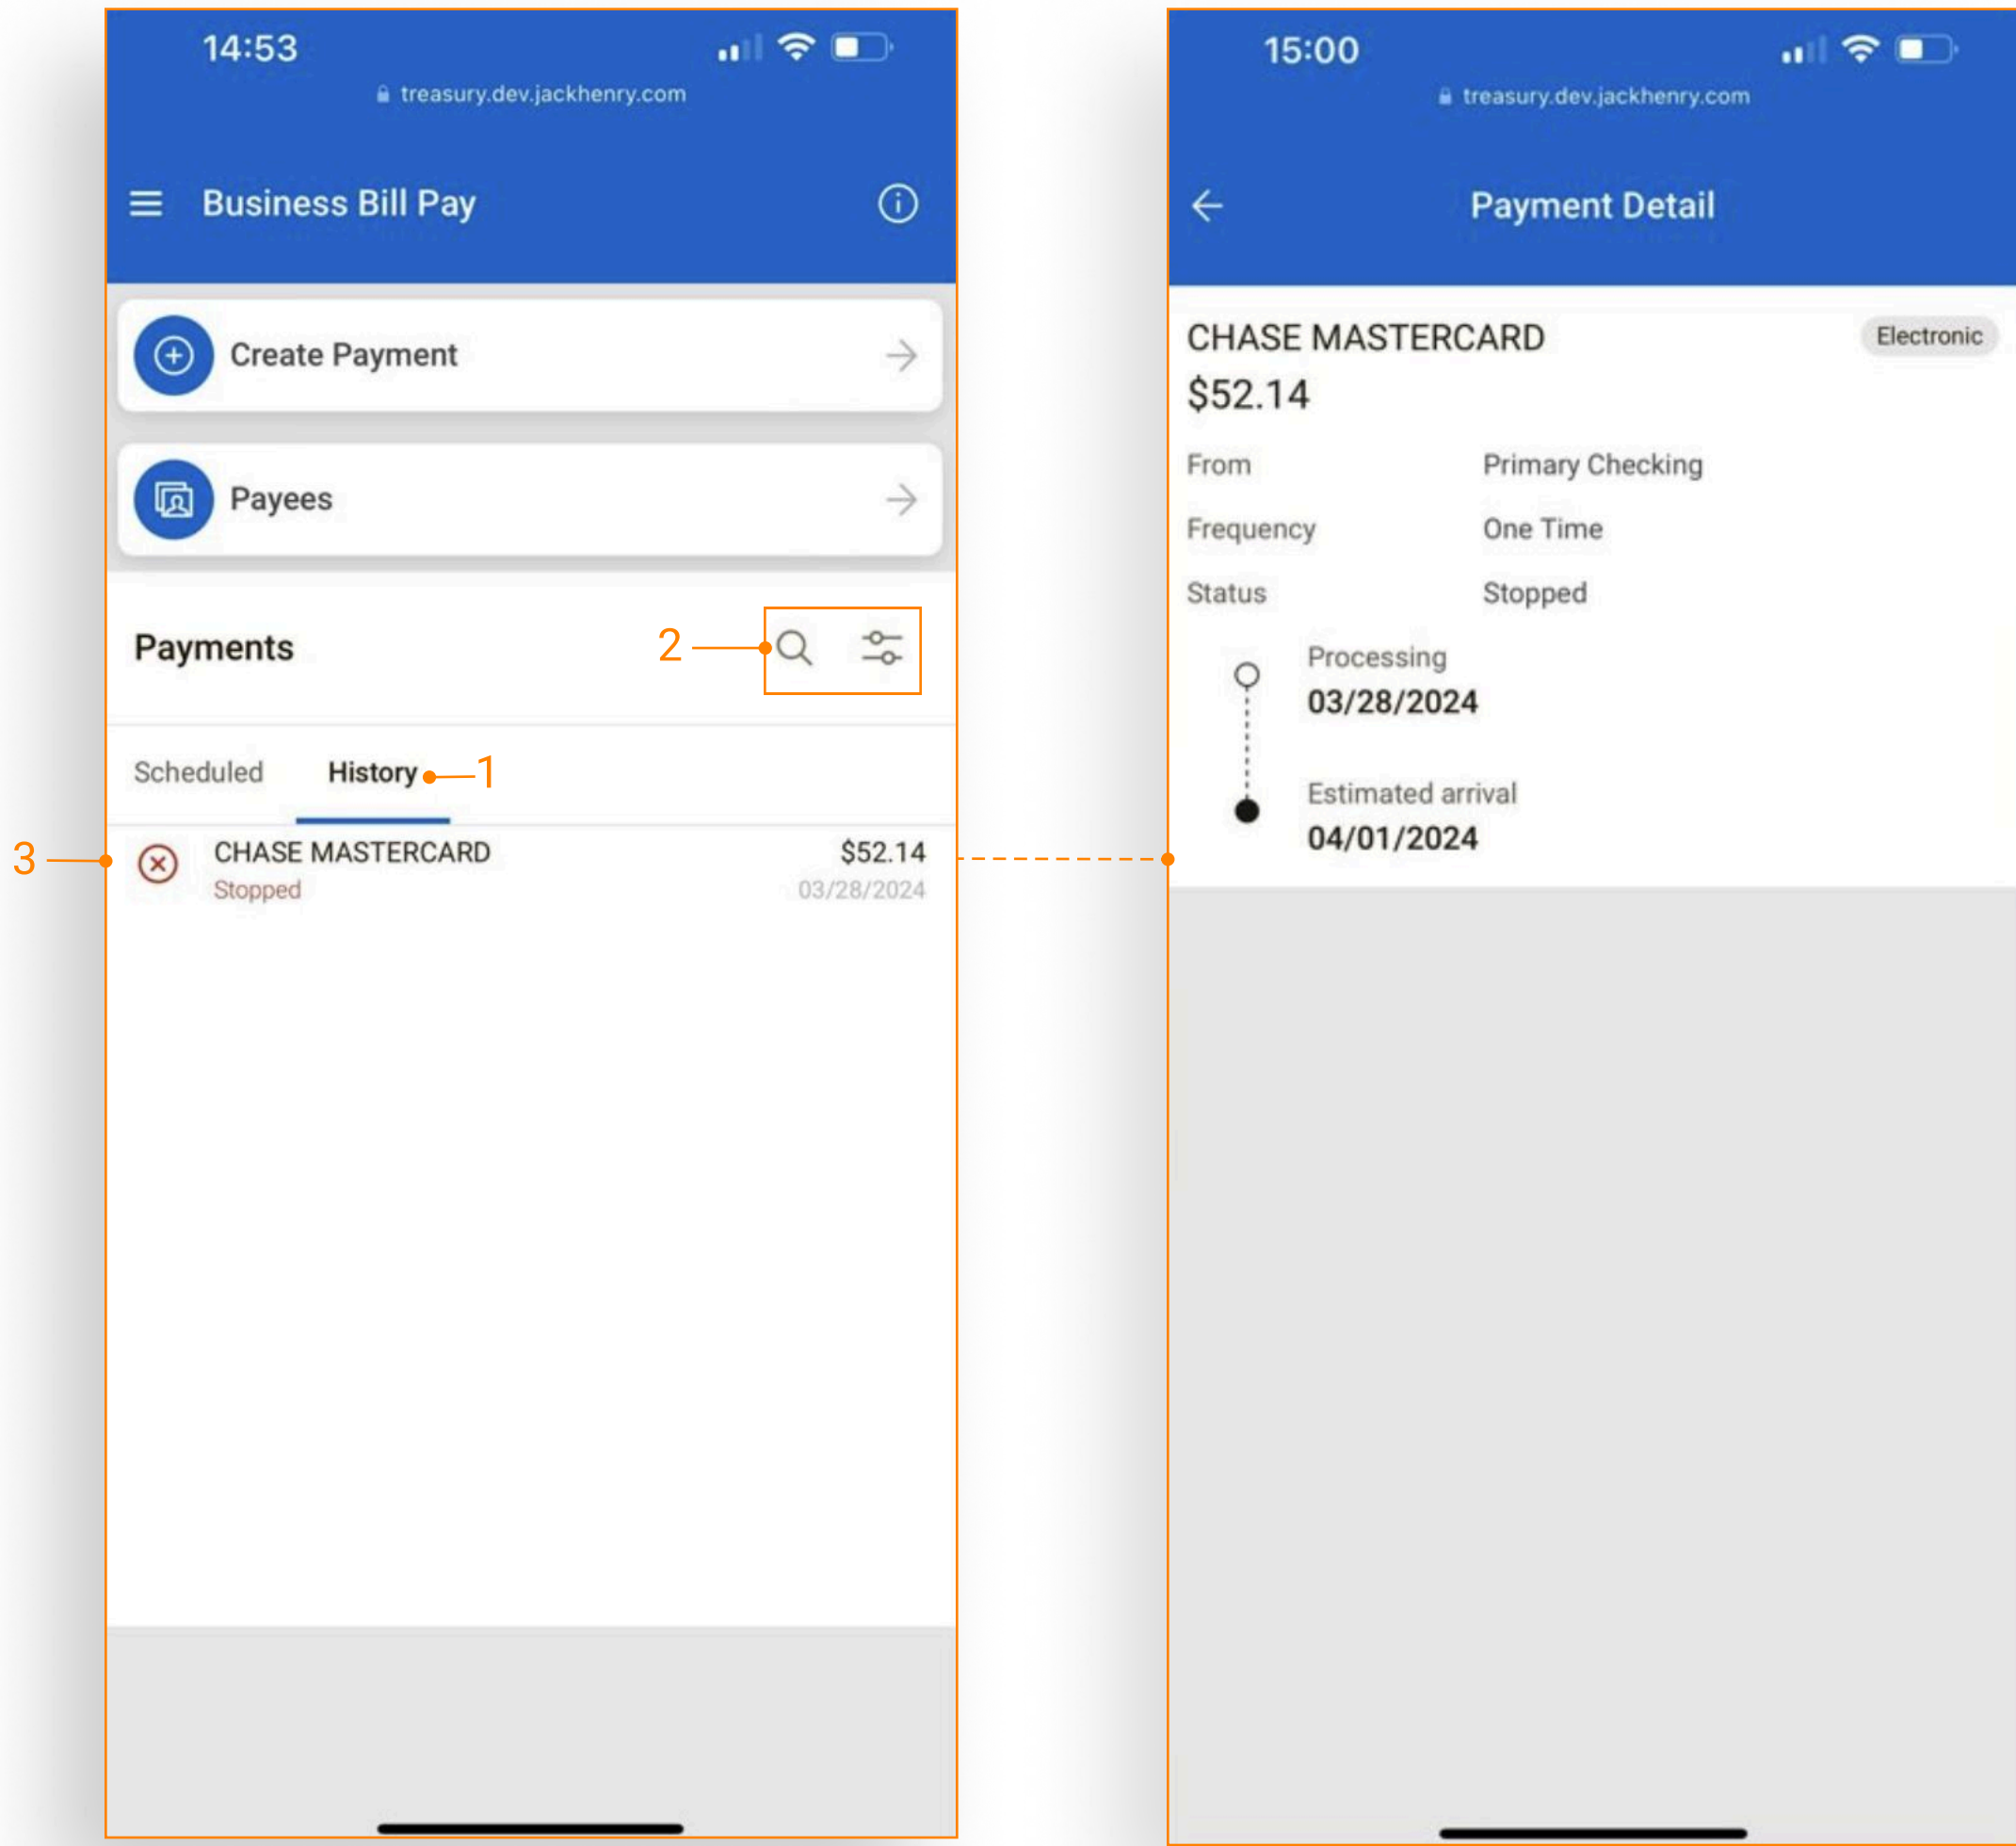 14:53
treasury.dev.jackhenry.com
Business Bill Pay
Create Payment
Payees
Payments
2
Scheduled History 1
3
CHASE MASTERCARD $52.14
Stopped 03/28/2024
15:00
treasury.dev.jackhenry.com
Payment Detail
CHASE MASTERCARD Electronic
$52.14
From Primary Checking
Frequency One Time
Status Stopped
Processing
03/28/2024
Estimated arrival
04/01/2024